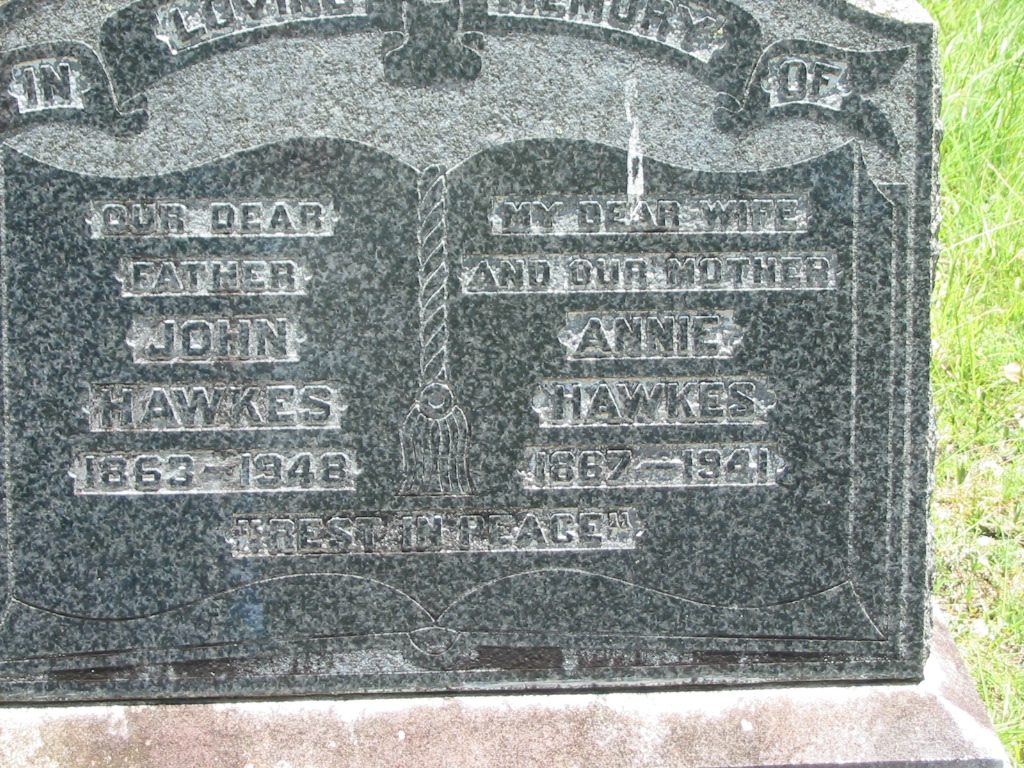 IN LOVING MEMORY OF
OUR DEAR
FATHER
JOHN
HAWKES
1863-1948
MY DEAR WIFE
AND OUR MOTHER
ANNIE
HAWKES
1867-1941
"REST IN PEACE"